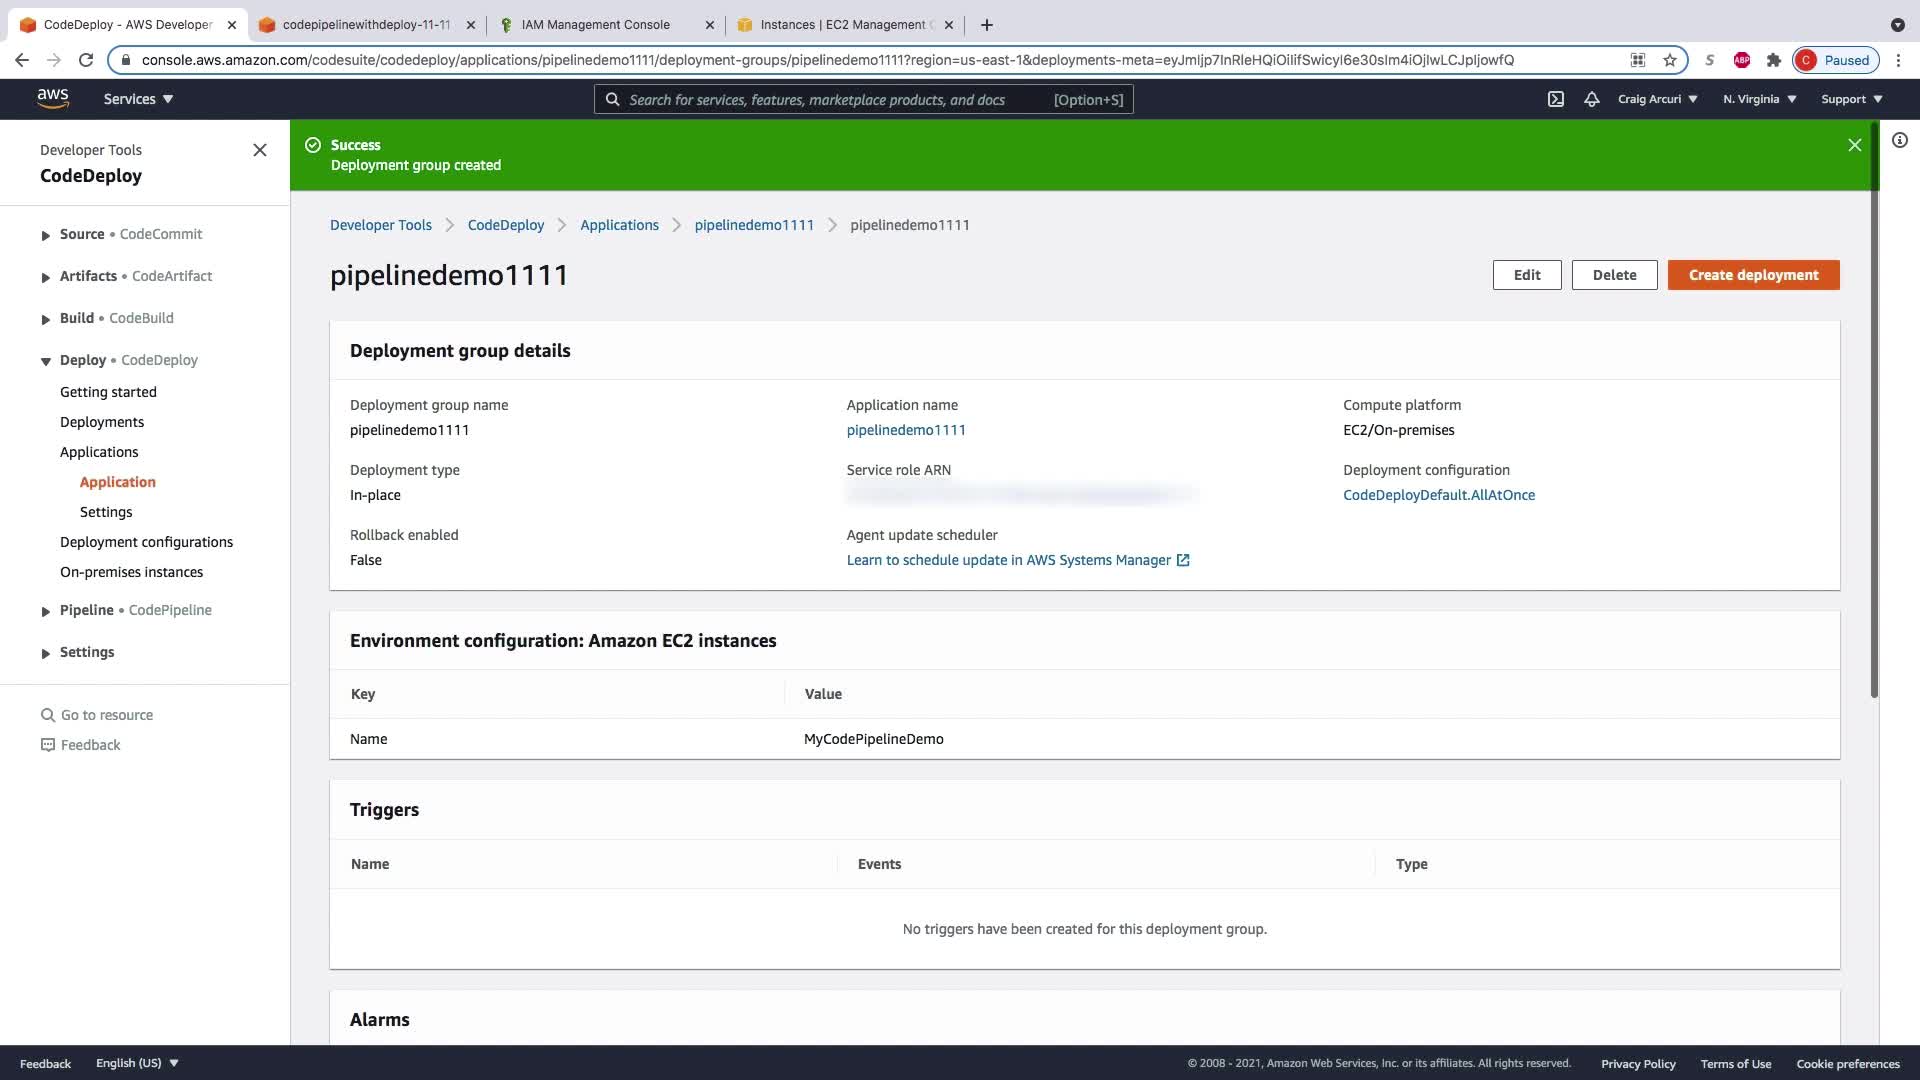 CodeDeploy - AWS Developer
codepipelinewithdeploy-11-11
IAM Management Console
Instances | EC2 Management C
console.aws.amazon.com/codesuite/codedeploy/applications/pipelinedemo1111/deployment-groups/pipelinedemo1111?region=us-east-1&deployments-meta=
S
ABP
C
Paused
aws
Services
Search for services, features, marketplace products, and docs
[Option+S]
Craig Arcuri
N. Virginia
Support
Developer Tools
CodeDeploy
Source • CodeCommit
Artifacts • CodeArtifact
Build • CodeBuild
Deploy • CodeDeploy
Getting started
Deployments
Applications
Application
Settings
Deployment configurations
On-premises instances
Pipeline • CodePipeline
Settings
Go to resource
Feedback
Success
Deployment group created
Developer Tools
CodeDeploy
Applications
pipelinedemo1111
pipelinedemo1111
pipelinedemo1111
Edit
Delete
Create deployment
Deployment group details
Deployment group name
pipelinedemo1111
Application name
pipelinedemo1111
Compute platform
EC2/On-premises
Deployment type
In-place
Service role ARN
Deployment configuration
CodeDeployDefault.AllAtOnce
Rollback enabled
False
Agent update scheduler
Learn to schedule update in AWS Systems Manager
Environment configuration: Amazon EC2 instances
Key
Value
Name
MyCodePipelineDemo
Triggers
Name
Events
Type
No triggers have been created for this deployment group.
Alarms
Feedback
English (US)
© 2008 - 2021, Amazon Web Services, Inc. or its affiliates. All rights reserved.
Privacy Policy
Terms of Use
Cookie preferences